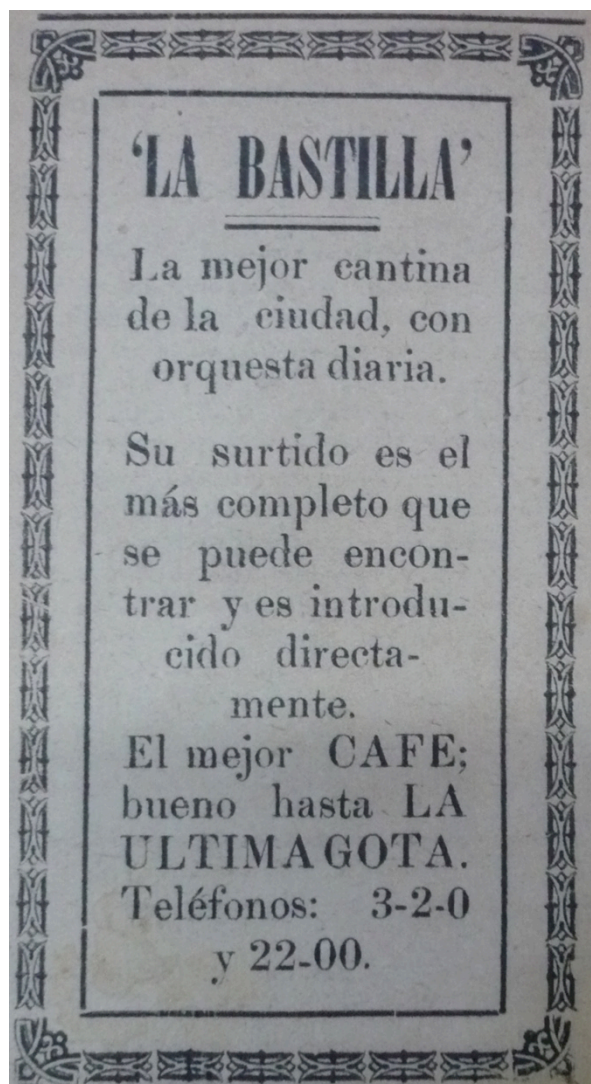 ‘LA BASTILLA’
La mejor cantina
de la ciudad, con
orquesta diaria.
Su surtido es el
más completo que
se puede encon-
trar y es introdu-
cido directa-
mente.
El mejor CAFE;
bueno hasta LA
ULTIMA GOTA.
Teléfonos: 3-2-0
y 22-00.